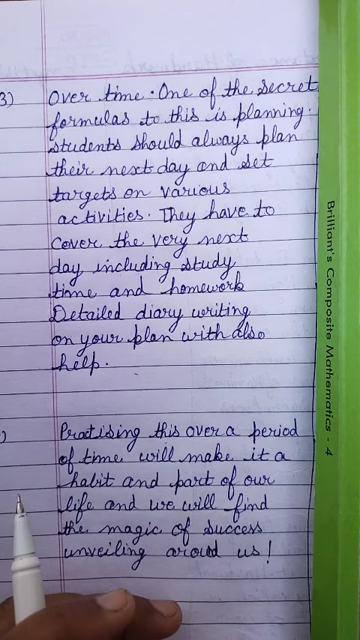 3) Over time. One of the secret
formulas to this is planning.
students should always plan
their next day and set
targets on various
activities. They have to
cover the very next
day including study
time and homework
Detailed diary writing
on your plan with also
help.
Practising this over a period
of time will make it a
habit and part of our
life and we will find
the magic of success
unveiling around us!
Brilliant's Composite Mathematics - 4